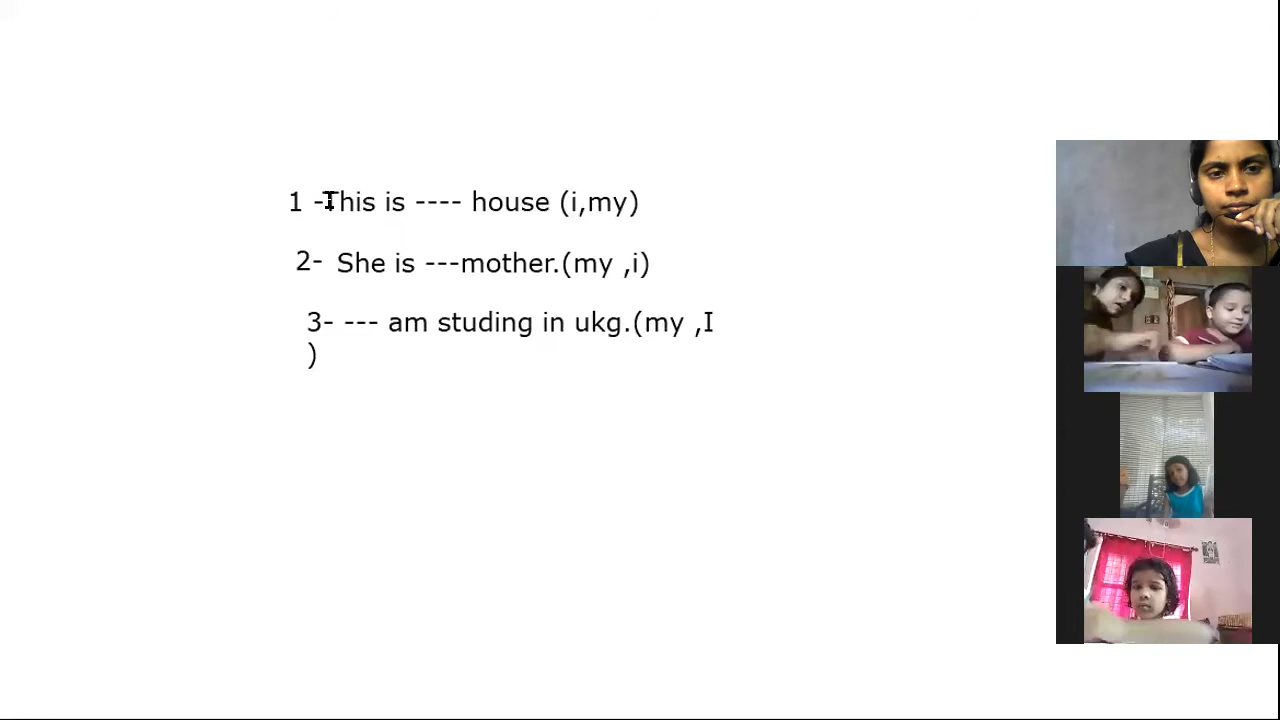 1 -This is ---- house (i,my)
2- She is ---mother.(my ,i)
3- --- am studing in ukg.(my ,I
)